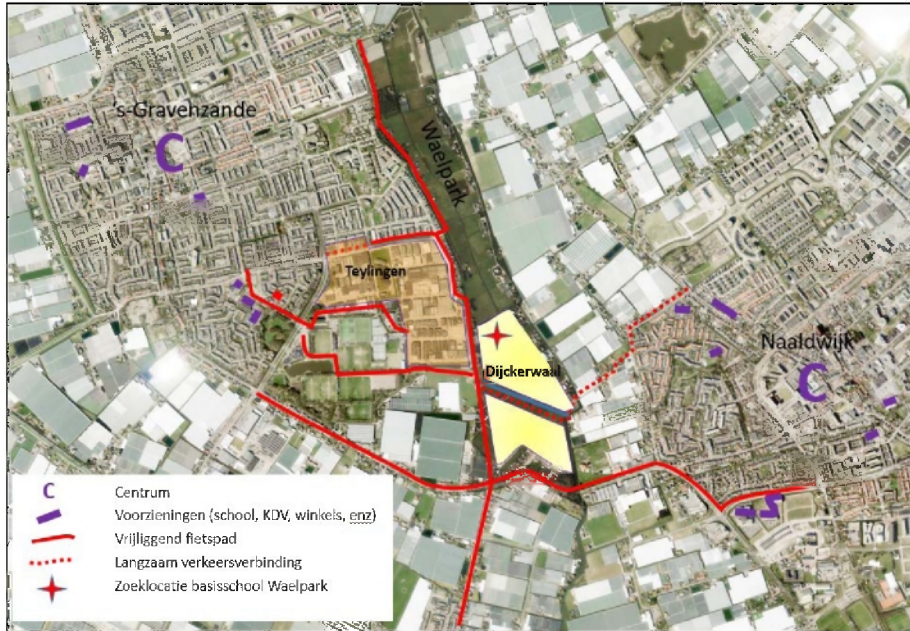 's-Gravenzande
C
Waelpark
Teylingen
Dijckerwaal
Naaldwijk
C
C Centrum
Voorzieningen (school, KDV, winkels, enz)
Vrijliggend fietspad
Langzaam verkeersverbinding
Zoeklocatie basisschool Waelpark